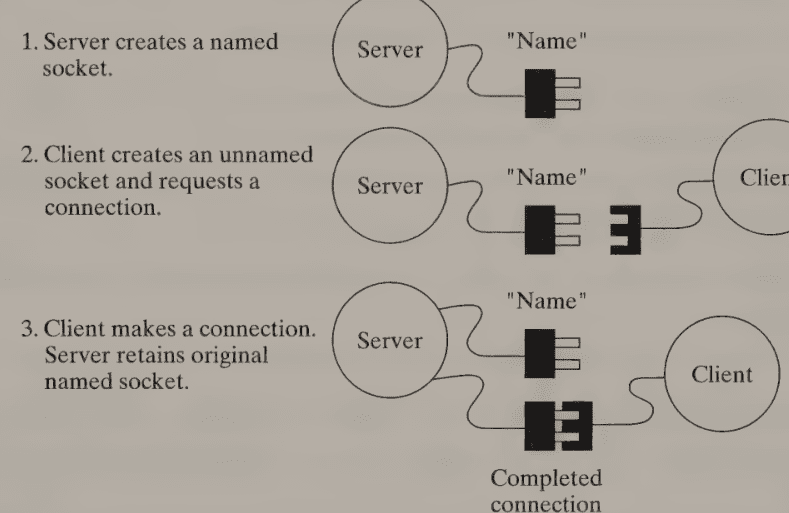 1. Server creates a named
socket.
Server
"Name"
2. Client creates an unnamed
socket and requests a
connection.
Server
"Name"
Clien
3. Client makes a connection.
Server retains original
named socket.
Server
"Name"
Client
Completed
connection